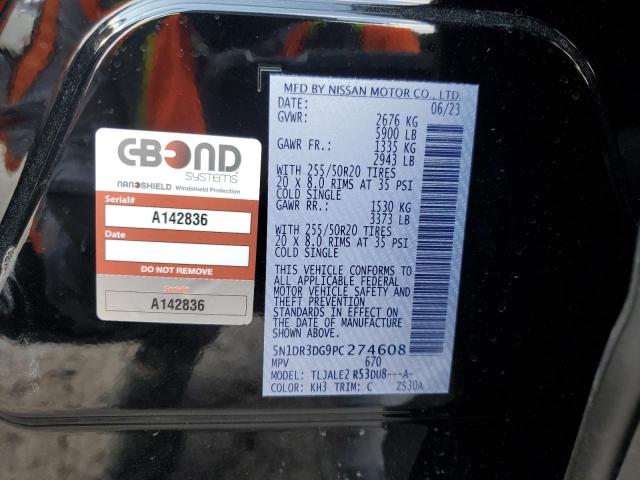 C-BOND
SYSTEMS
NANOSHIELD Windshield Protection
Serial#
A142836
Date
DO NOT REMOVE
Serial#
A142836
MFD BY NISSAN MOTOR CO., LTD.
DATE: 06/23
GVWR: 2676 KG
5900 LB
GAWR FR.: 1335 KG
2943 LB
WITH 255/50R20 TIRES
20 X 8.0 RIMS AT 35 PSI
COLD SINGLE
GAWR RR.: 1530 KG
3373 LB
WITH 255/50R20 TIRES
20 X 8.0 RIMS AT 35 PSI
COLD SINGLE
THIS VEHICLE CONFORMS TO
ALL APPLICABLE FEDERAL
MOTOR VEHICLE SAFETY AND
THEFT PREVENTION
STANDARDS IN EFFECT ON
THE DATE OF MANUFACTURE
SHOWN ABOVE.
5N1DR3DG9PC274608
MPV 670
MODEL: TLJALE2 R53DU8---A-
COLOR: KH3 TRIM: C ZS30A